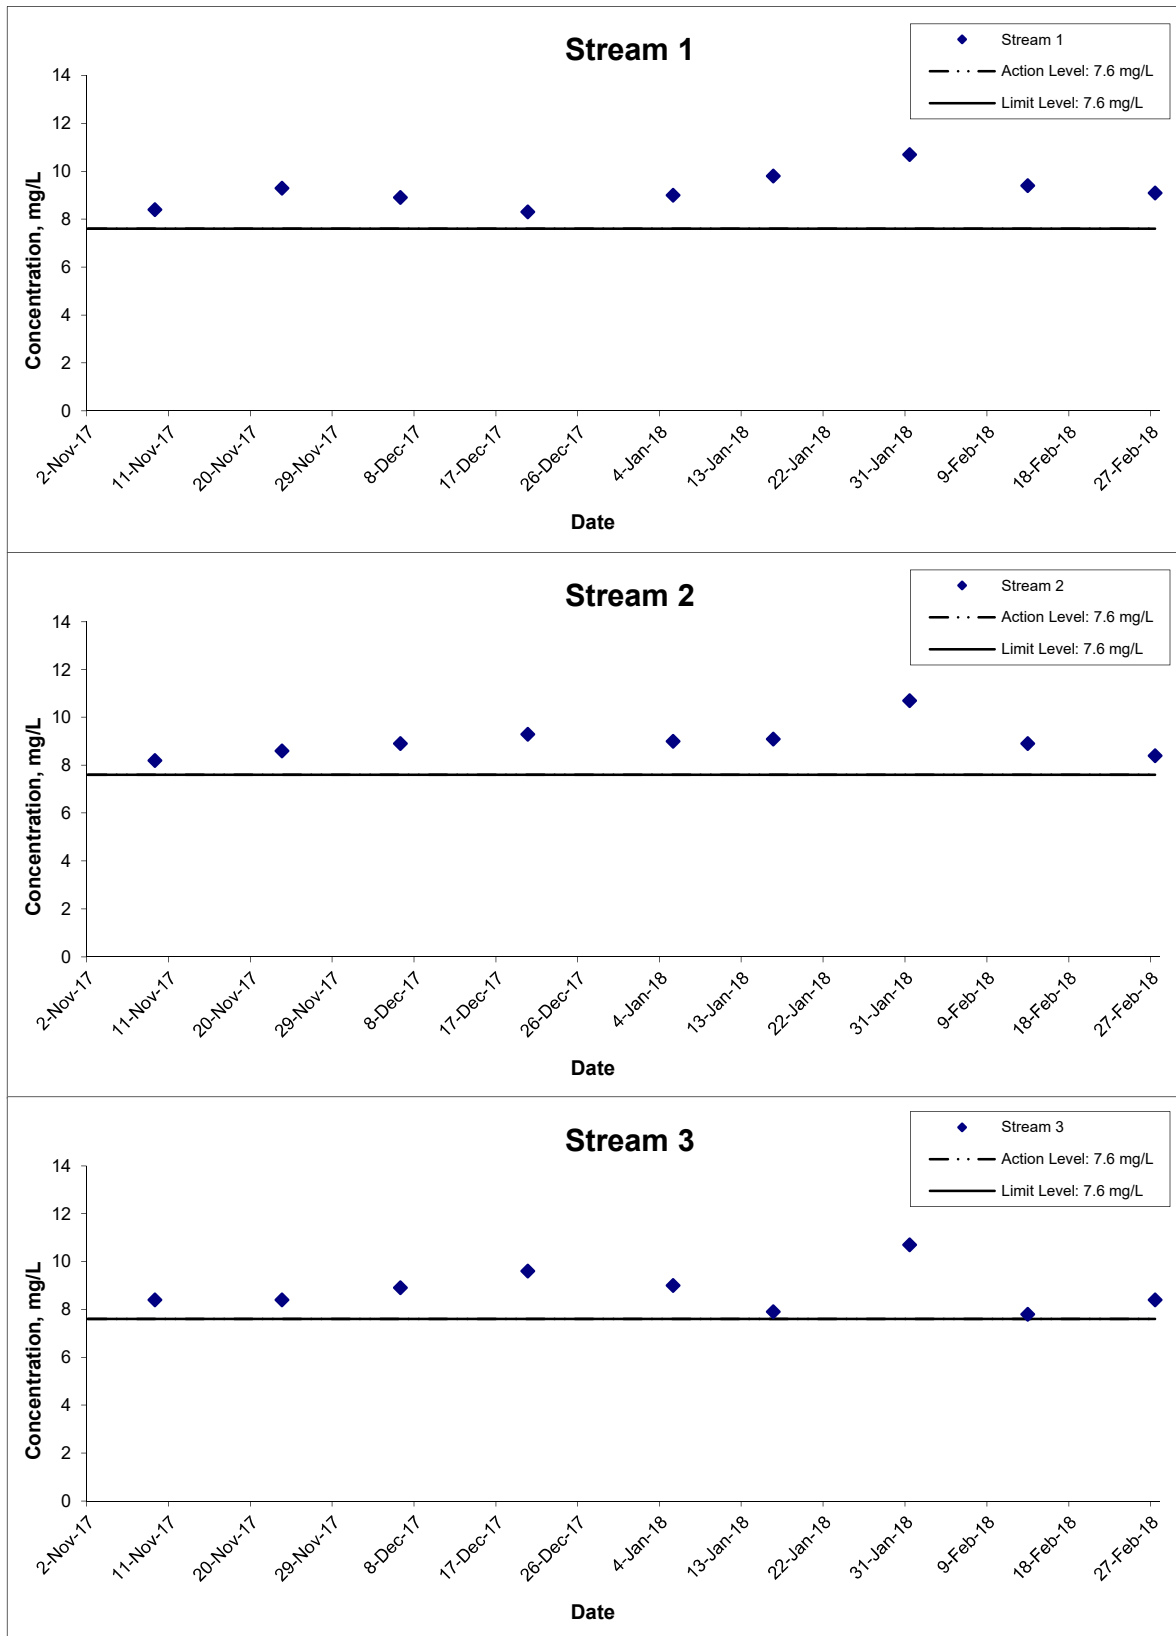 Stream 1
Stream 1
Action Level: 7.6 mg/L
Limit Level: 7.6 mg/L
14
12
10
8
6
4
2
0
Concentration, mg/L
2-Nov-17
11-Nov-17
20-Nov-17
29-Nov-17
8-Dec-17
17-Dec-17
26-Dec-17
4-Jan-18
13-Jan-18
22-Jan-18
31-Jan-18
9-Feb-18
18-Feb-18
27-Feb-18
Date
Stream 2
Stream 2
Action Level: 7.6 mg/L
Limit Level: 7.6 mg/L
14
12
10
8
6
4
2
0
Concentration, mg/L
2-Nov-17
11-Nov-17
20-Nov-17
29-Nov-17
8-Dec-17
17-Dec-17
26-Dec-17
4-Jan-18
13-Jan-18
22-Jan-18
31-Jan-18
9-Feb-18
18-Feb-18
27-Feb-18
Date
Stream 3
Stream 3
Action Level: 7.6 mg/L
Limit Level: 7.6 mg/L
14
12
10
8
6
4
2
0
Concentration, mg/L
2-Nov-17
11-Nov-17
20-Nov-17
29-Nov-17
8-Dec-17
17-Dec-17
26-Dec-17
4-Jan-18
13-Jan-18
22-Jan-18
31-Jan-18
9-Feb-18
18-Feb-18
27-Feb-18
Date